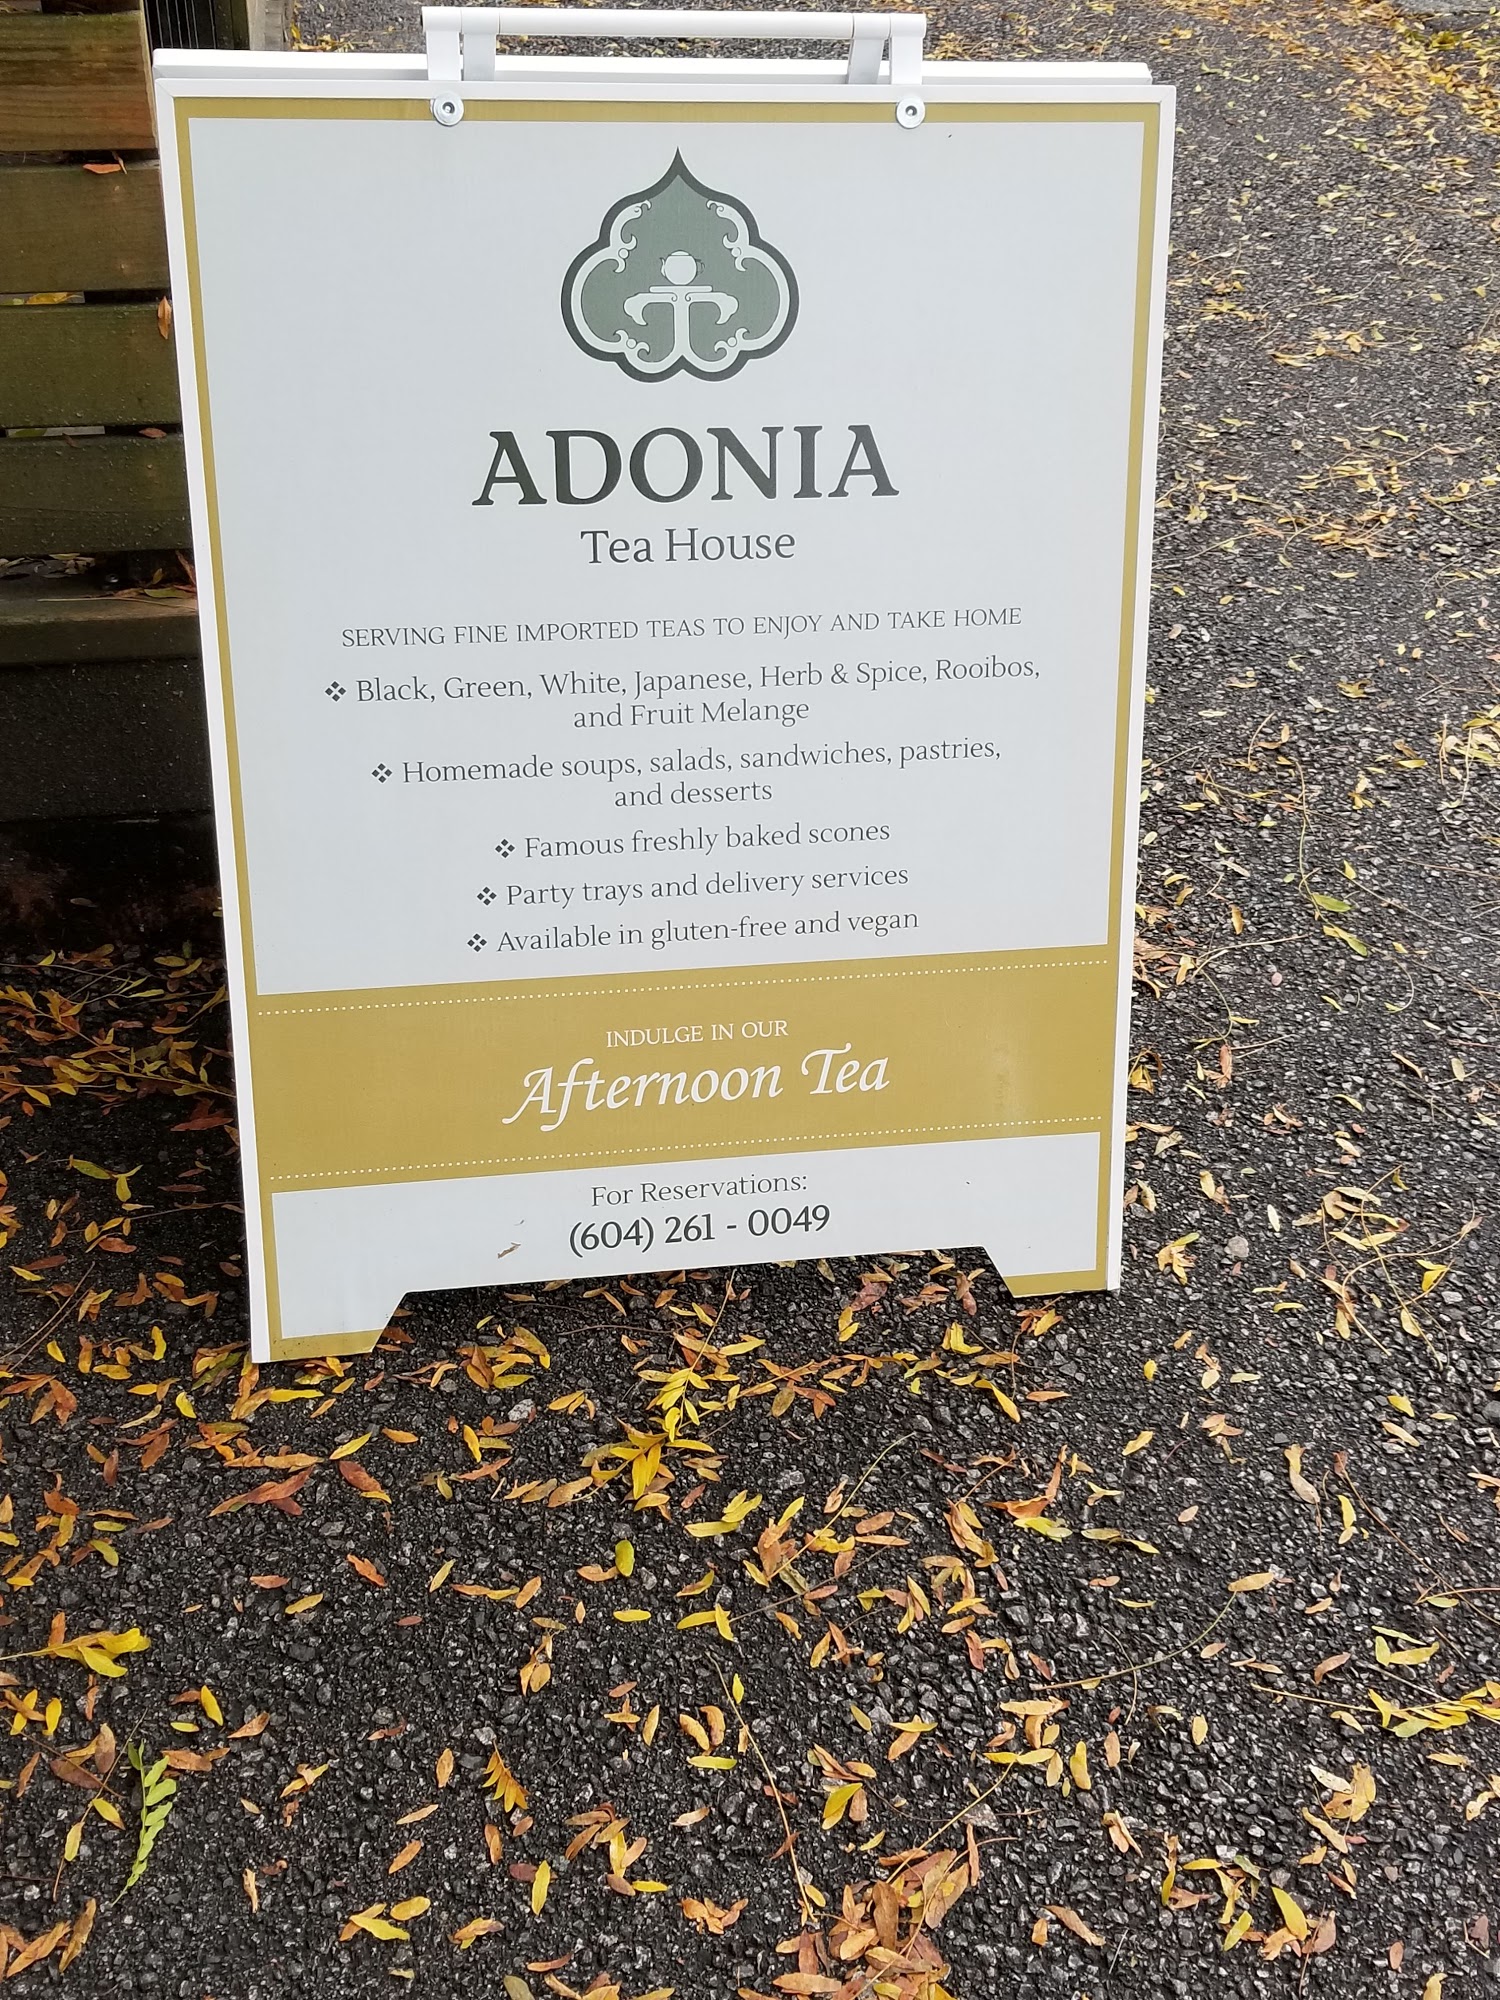 ADONIA
Tea House
SERVING FINE IMPORTED TEAS TO ENJOY AND TAKE HOME
❖ Black, Green, White, Japanese, Herb & Spice, Rooibos,
and Fruit Melange
❖ Homemade soups, salads, sandwiches, pastries,
and desserts
❖ Famous freshly baked scones
❖ Party trays and delivery services
❖ Available in gluten-free and vegan
INDULGE IN OUR
Afternoon Tea
For Reservations:
(604) 261 - 0049